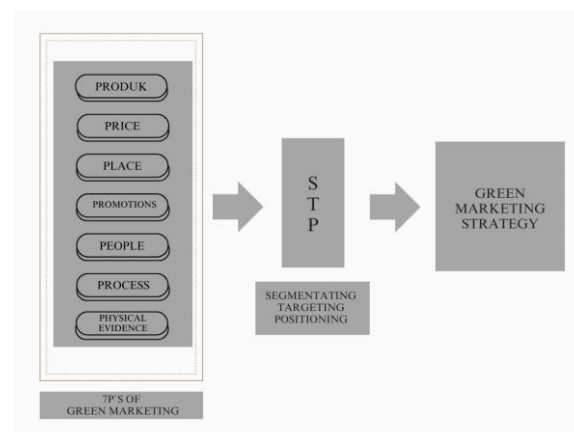 PRODUK
PRICE
PLACE
PROMOTIONS
PEOPLE
PROCESS
PHYSICAL
EVIDENCE
7P`S OF
GREEN MARKETING
S
T
P
SEGMENTATING
TARGETING
POSITIONING
GREEN
MARKETING
STRATEGY